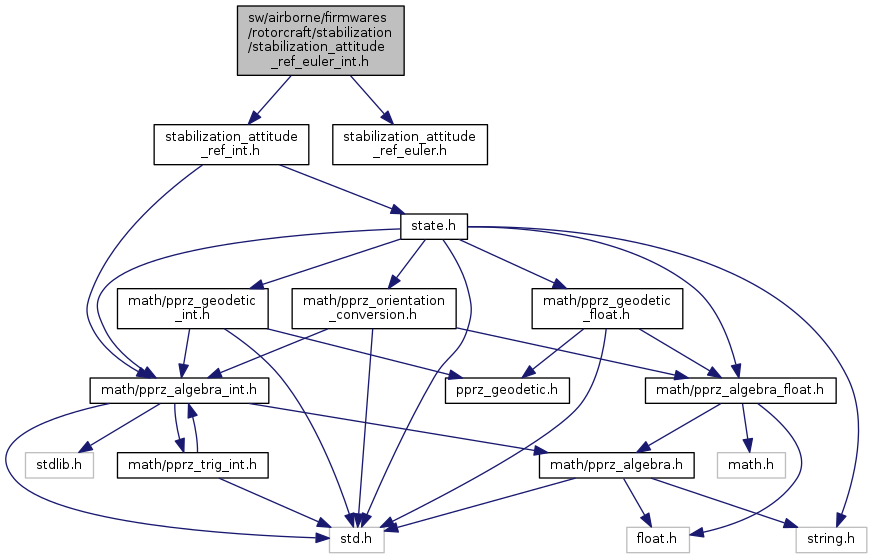 sw/airborne/firmwares
/rotorcraft/stabilization
/stabilization_attitude
_ref_euler_int.h
stabilization_attitude
_ref_int.h
stabilization_attitude
_ref_euler.h
state.h
math/pprz_geodetic
_int.h
math/pprz_orientation
_conversion.h
math/pprz_geodetic
_float.h
math/pprz_algebra_int.h
pprz_geodetic.h
math/pprz_algebra_float.h
stdlib.h
math/pprz_trig_int.h
math/pprz_algebra.h
math.h
std.h
float.h
string.h